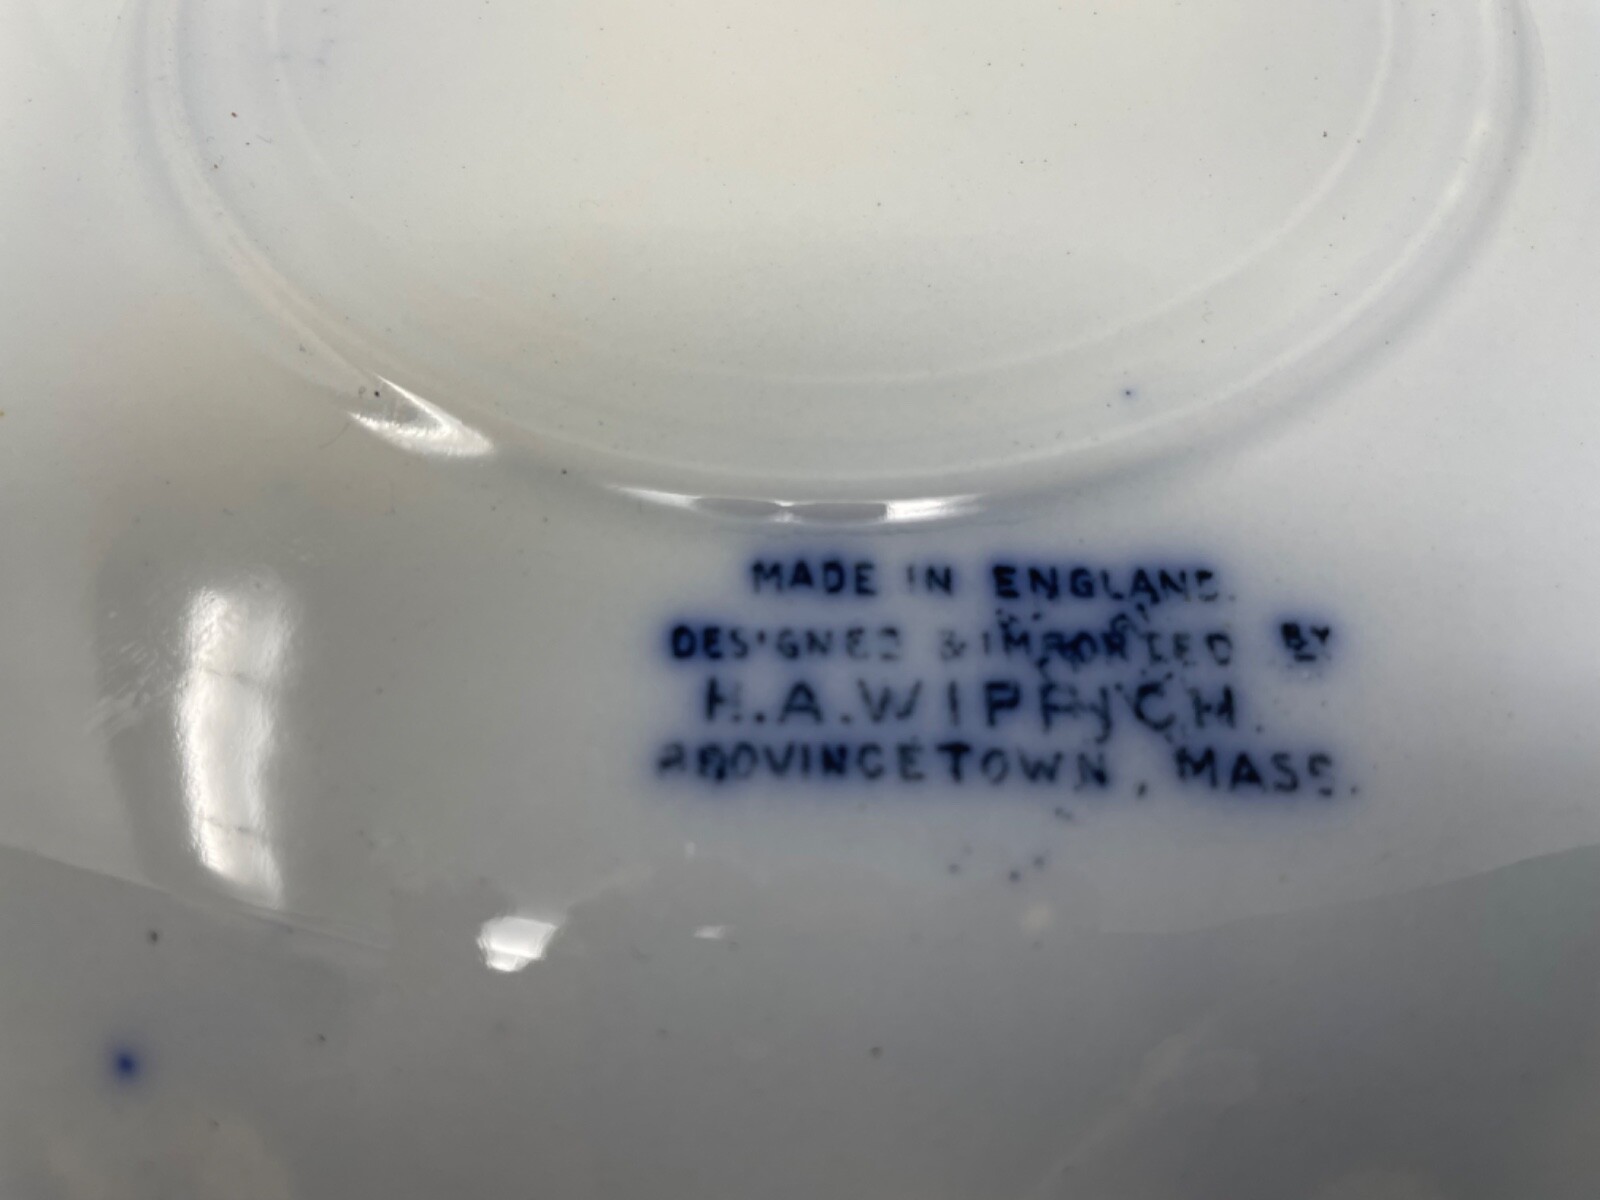 MADE IN ENGLAND.
DESIGNED & IMPORTED BY
H.A.WIPPICH.
PROVINCETOWN, MASS.